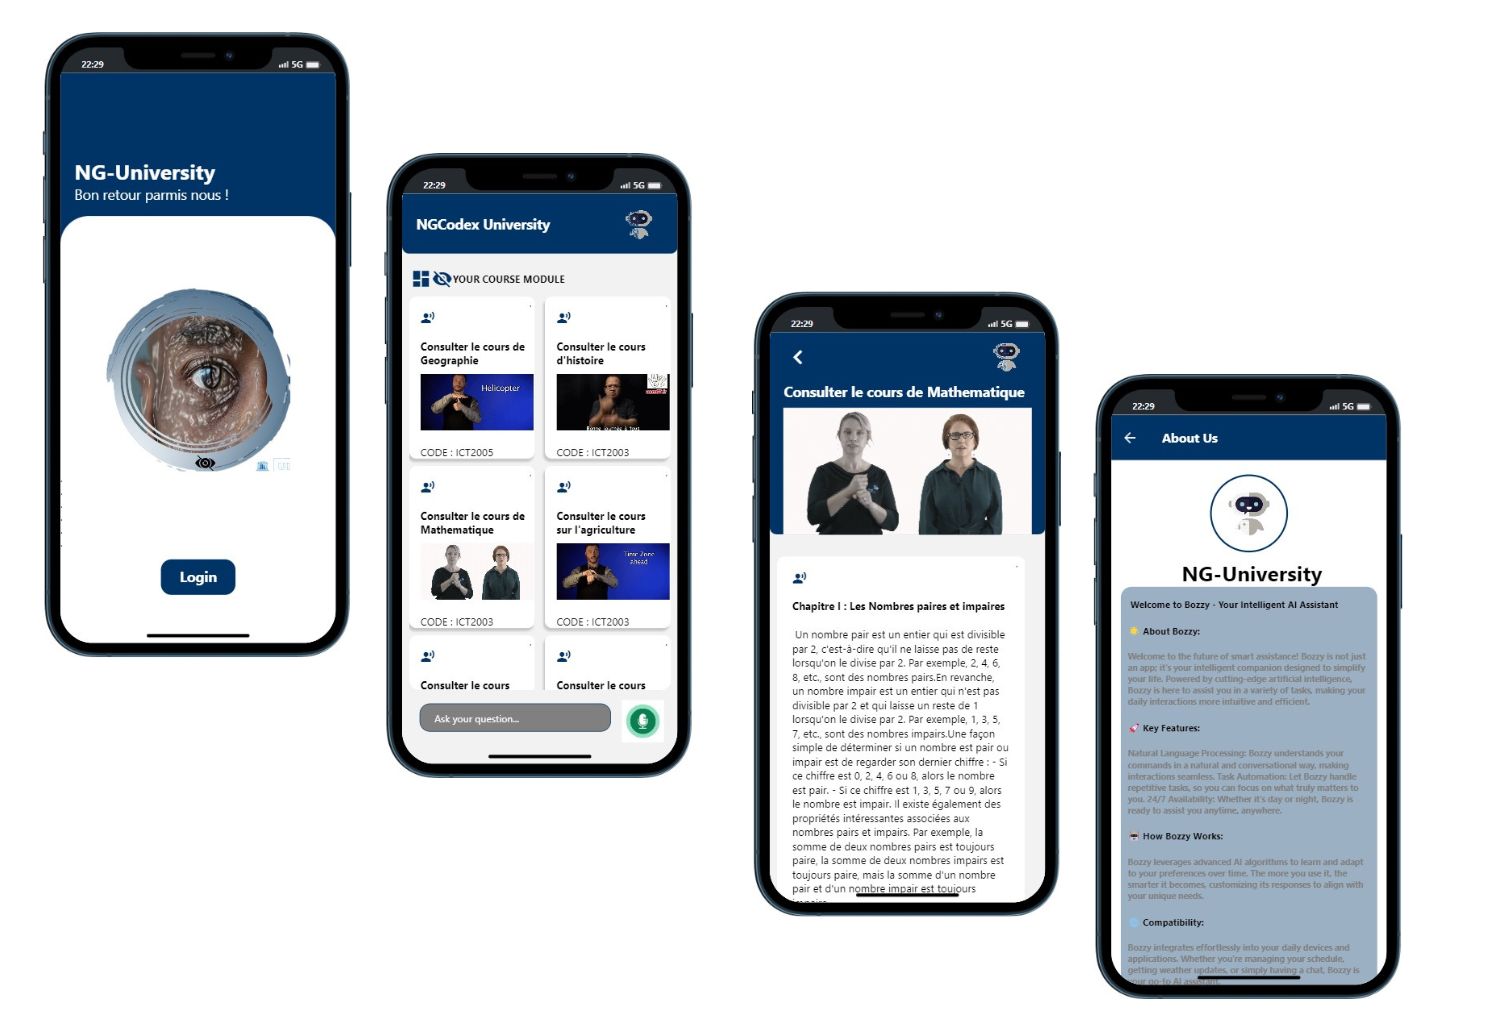 22:29
5G
NG-University
Bon retour parmis nous !
Login
22:29
5G
NGCodex University
YOUR COURSE MODULE
Consulter le cours de
Geographie
Helicopter
CODE : ICT2005
Consulter le cours
d'histoire
CODE : ICT2003
Consulter le cours de
Mathematique
CODE : ICT2003
Consulter le cours
sur l'agriculture
Time Zone
ahead
CODE : ICT2003
Consulter le cours
Consulter le cours
Ask your question...
22:29
5G
Consulter le cours de Mathematique
Chapitre I : Les Nombres paires et impaires
Un nombre pair est un entier qui est divisible
par 2, c'est-à-dire qu'il ne laisse pas de reste
lorsqu'on le divise par 2. Par exemple, 2, 4, 6,
8, etc., sont des nombres pairs.En revanche,
un nombre impair est un entier qui n'est pas
divisible par 2 et qui laisse un reste de 1
lorsqu'on le divise par 2. Par exemple, 1, 3, 5,
7, etc., sont des nombres impairs.Une façon
simple de déterminer si un nombre est pair ou
impair est de regarder son dernier chiffre : - Si
ce chiffre est 0, 2, 4, 6 ou 8, alors le nombre
est pair. - Si ce chiffre est 1, 3, 5, 7 ou 9, alors
le nombre est impair. Il existe également des
propriétés intéressantes associées aux
nombres pairs et impairs. Par exemple, la
somme de deux nombres pairs est toujours
paire, la somme de deux nombres impairs est
toujours paire, mais la somme d'un nombre
pair et d'un nombre impair est toujours
22:29
5G
About Us
NG-University
Welcome to Bozzy - Your Intelligent AI Assistant
About Bozzy:
Welcome to the future of smart assistance! Bozzy is not just
an app; it's your intelligent companion designed to simplify
your life. Powered by cutting-edge artificial intelligence,
Bozzy is here to assist you in a variety of tasks, making your
daily interactions more intuitive and efficient.
Key Features:
Natural Language Processing: Bozzy understands your
commands in a natural and conversational way, making
interactions seamless. Task Automation: Let Bozzy handle
repetitive tasks, so you can focus on what truly matters to
you. 24/7 Availability: Whether it's day or night, Bozzy is
ready to assist you anytime, anywhere.
How Bozzy Works:
Bozzy leverages advanced AI algorithms to learn and adapt
to your preferences over time. The more you use it, the
smarter it becomes, customizing its responses to align with
your unique needs.
Compatibility:
Bozzy integrates effortlessly into your daily devices and
applications. Whether you're managing your schedule,
getting weather updates, or simply having a chat, Bozzy is
your go-to AI assistant.